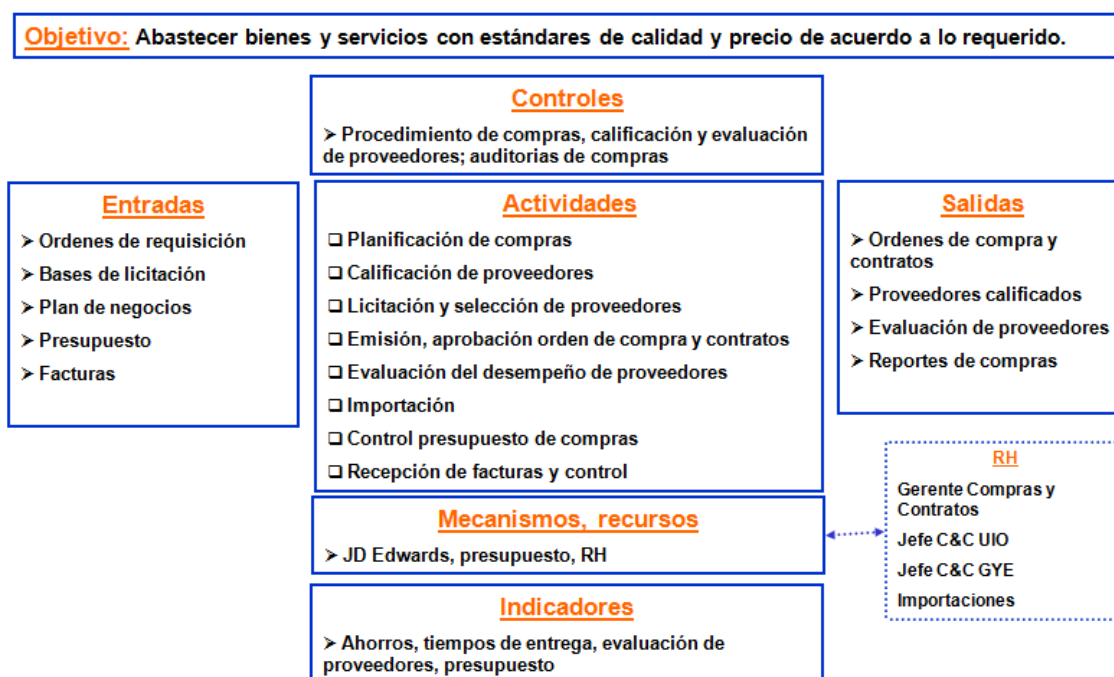 Objetivo: Abastecer bienes y servicios con estándares de calidad y precio de acuerdo a lo requerido.
Controles
➤ Procedimiento de compras, calificación y evaluación
de proveedores; auditorias de compras
Entradas
➤ Ordenes de requisición
➤ Bases de licitación
➤ Plan de negocios
➤ Presupuesto
➤ Facturas
Actividades
❑ Planificación de compras
❑ Calificación de proveedores
❑ Licitación y selección de proveedores
❑ Emisión, aprobación orden de compra y contratos
❑ Evaluación del desempeño de proveedores
❑ Importación
❑ Control presupuesto de compras
❑ Recepción de facturas y control
Salidas
➤ Ordenes de compra y
contratos
➤ Proveedores calificados
➤ Evaluación de proveedores
➤ Reportes de compras
Mecanismos, recursos
➤ JD Edwards, presupuesto, RH
RH
Gerente Compras y
Contratos
Jefe C&C UIO
Jefe C&C GYE
Importaciones
Indicadores
➤ Ahorros, tiempos de entrega, evaluación de
proveedores, presupuesto